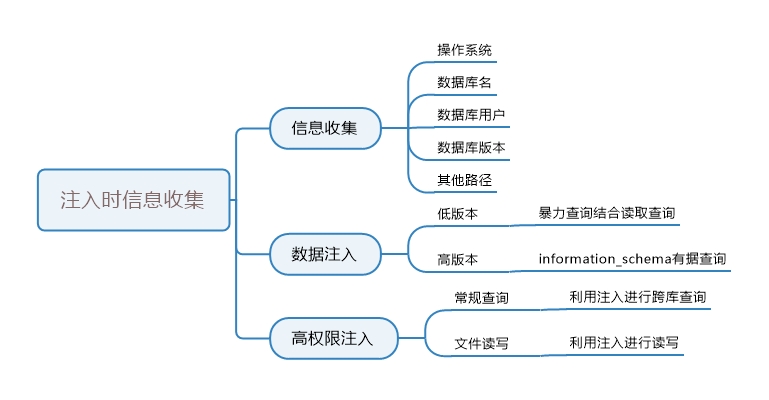 注入时信息收集
信息收集
操作系统
数据库名
数据库用户
数据库版本
其他路径
数据注入
低版本
暴力查询结合读取查询
高版本
information_schema有据查询
高权限注入
常规查询
利用注入进行跨库查询
文件读写
利用注入进行读写